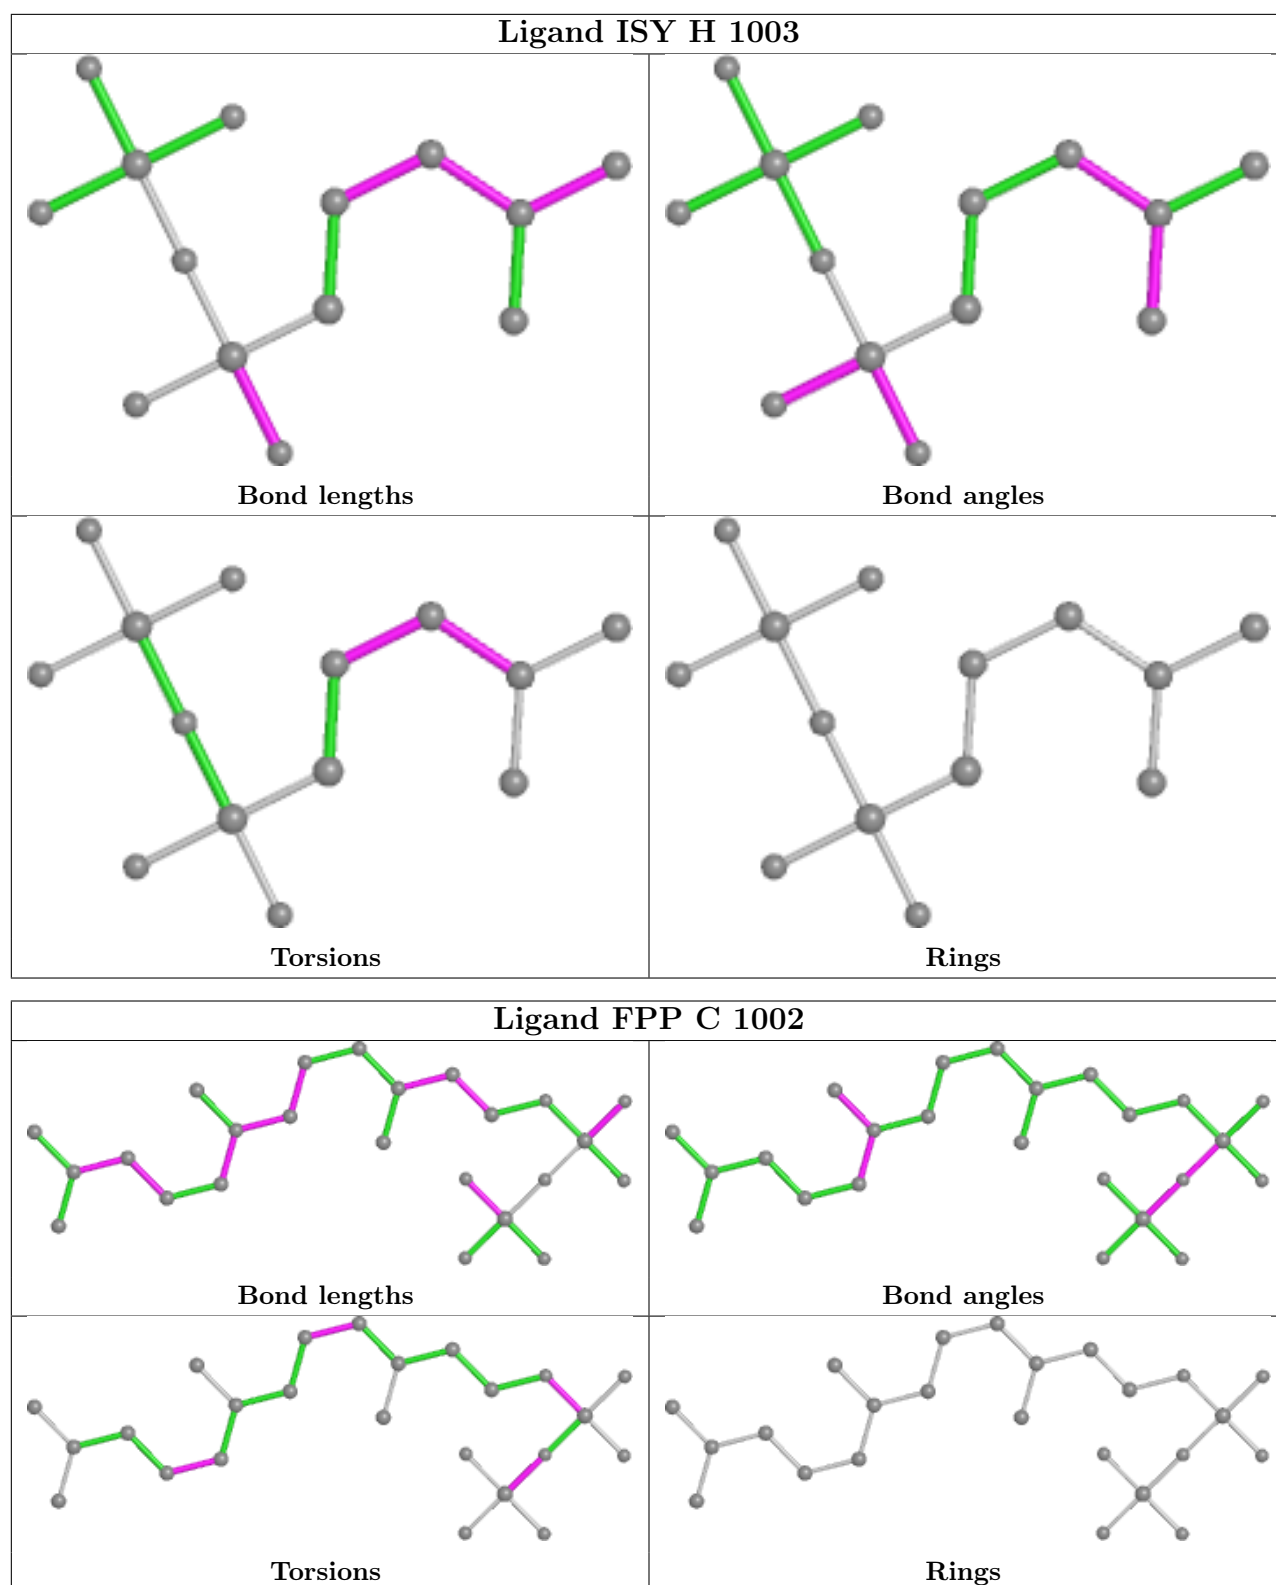 Ligand ISY H 1003
Bond lengths
Bond angles
Torsions
Rings
Ligand FPP C 1002
Bond lengths
Bond angles
Torsions
Rings